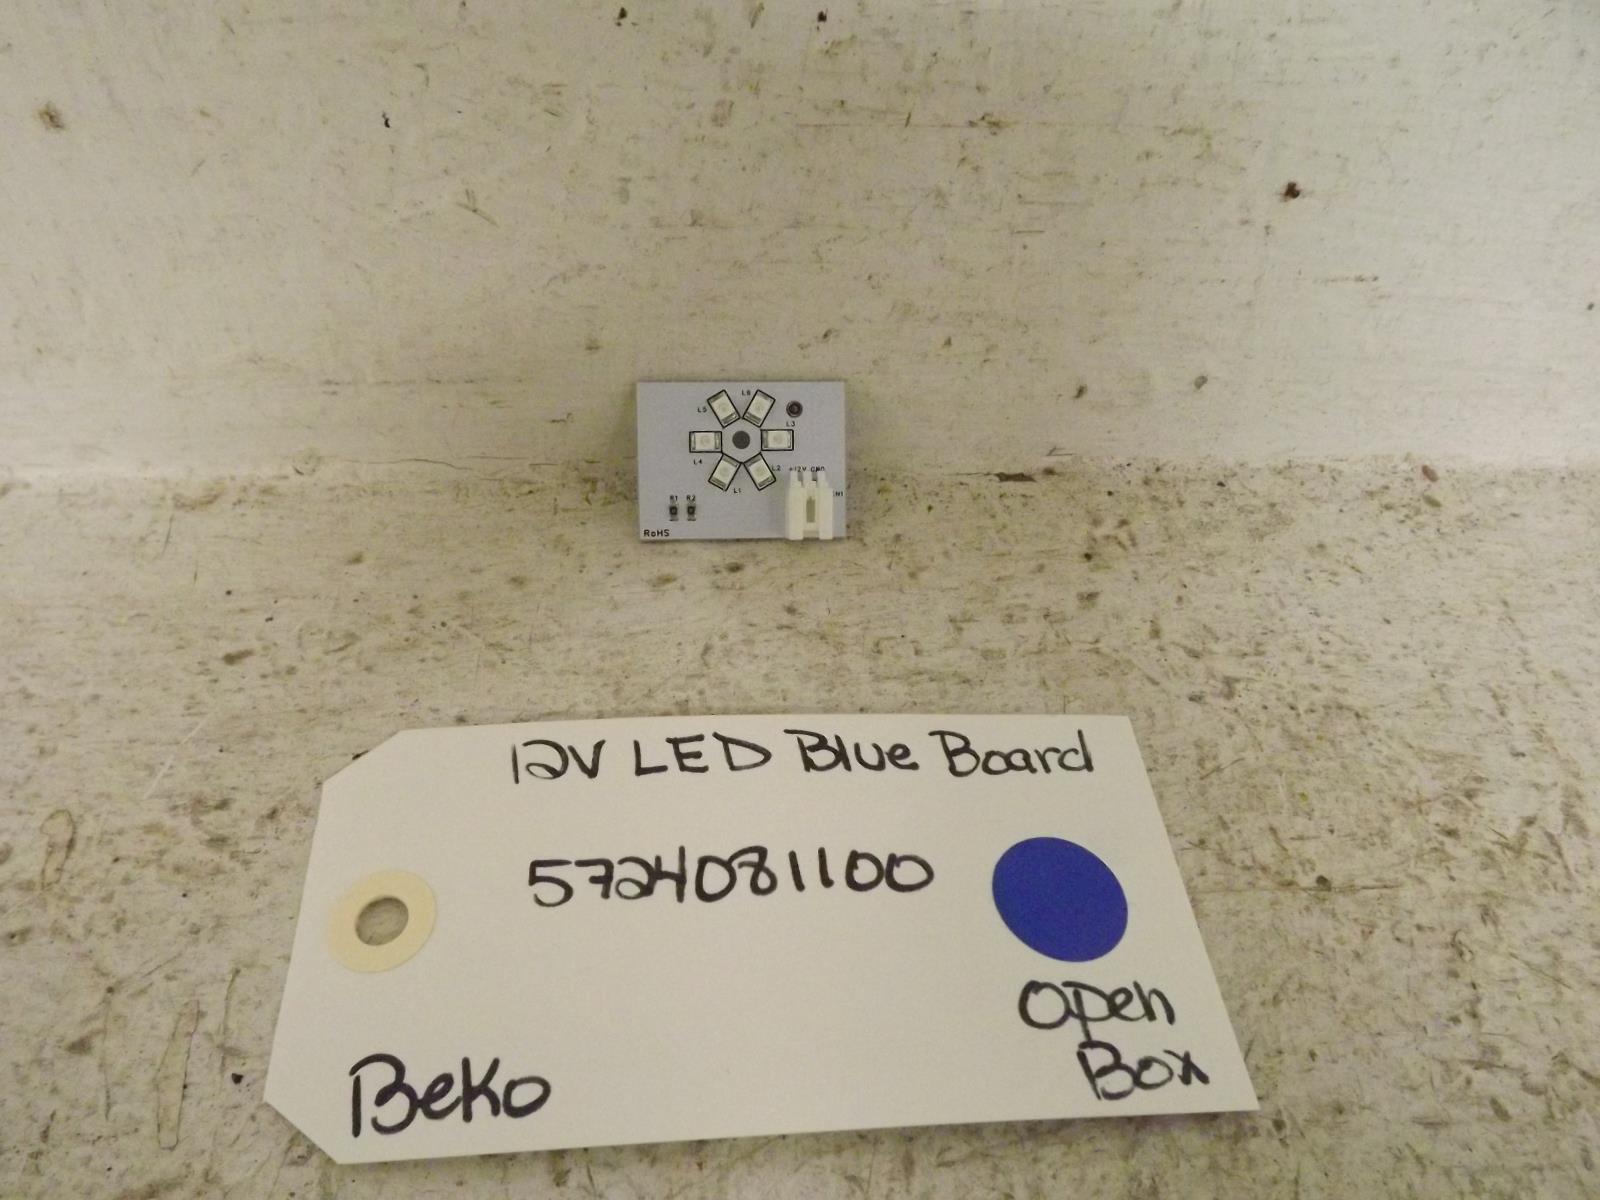 L6
L5
L3
L4
L2
+12V GND
L1
R1 R2
CN1
RoHS
12V LED Blue Board
5724081100
Open
Box
Beko